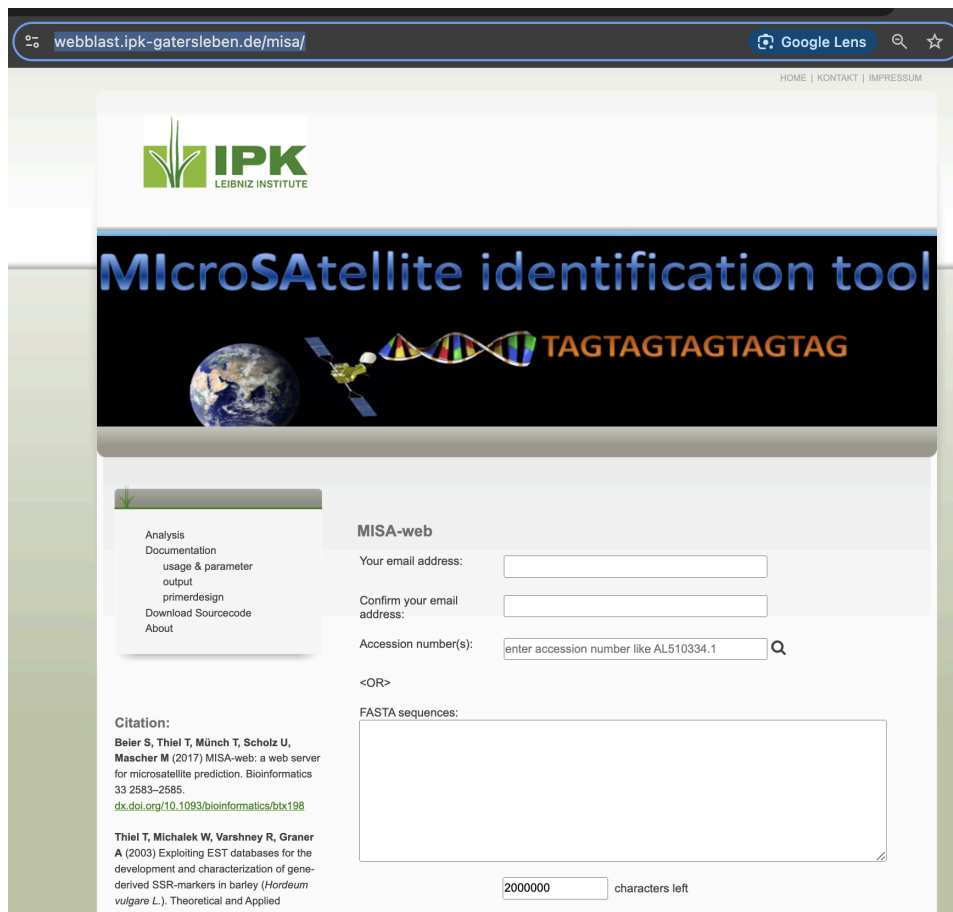 webblast.ipk-gatersleben.de/misa/
Google Lens
HOME | KONTAKT | IMPRESSUM
IPK
LEIBNIZ INSTITUTE
MIcroSAtellite identification tool
TAGTAGTAGTAGTAG
Analysis
Documentation
usage & parameter
output
primerdesign
Download Sourcecode
About
Citation:
Beier S, Thiel T, Münch T, Scholz U,
Mascher M (2017) MISA-web: a web server
for microsatellite prediction. Bioinformatics
33 2583–2585.
dx.doi.org/10.1093/bioinformatics/btx198
Thiel T, Michalek W, Varshney R, Graner
A (2003) Exploiting EST databases for the
development and characterization of gene-
derived SSR-markers in barley (Hordeum
vulgare L.). Theoretical and Applied
MISA-web
Your email address:
Confirm your email
address:
Accession number(s):
enter accession number like AL510334.1
<OR>
FASTA sequences:
2000000 characters left